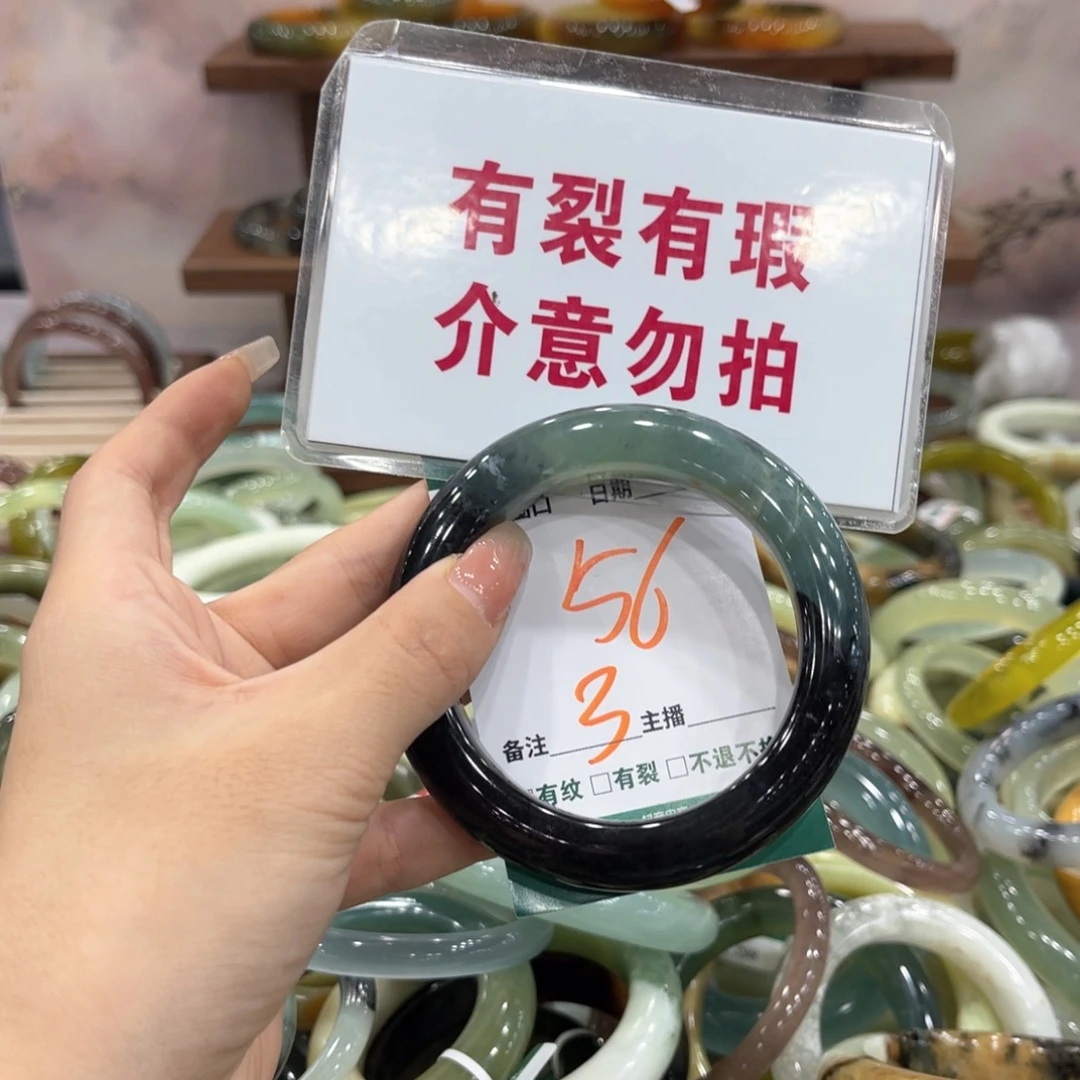 有裂有瑕
介意勿拍
日期
56
3
备注 主播
有纹 □有裂 □不退不换